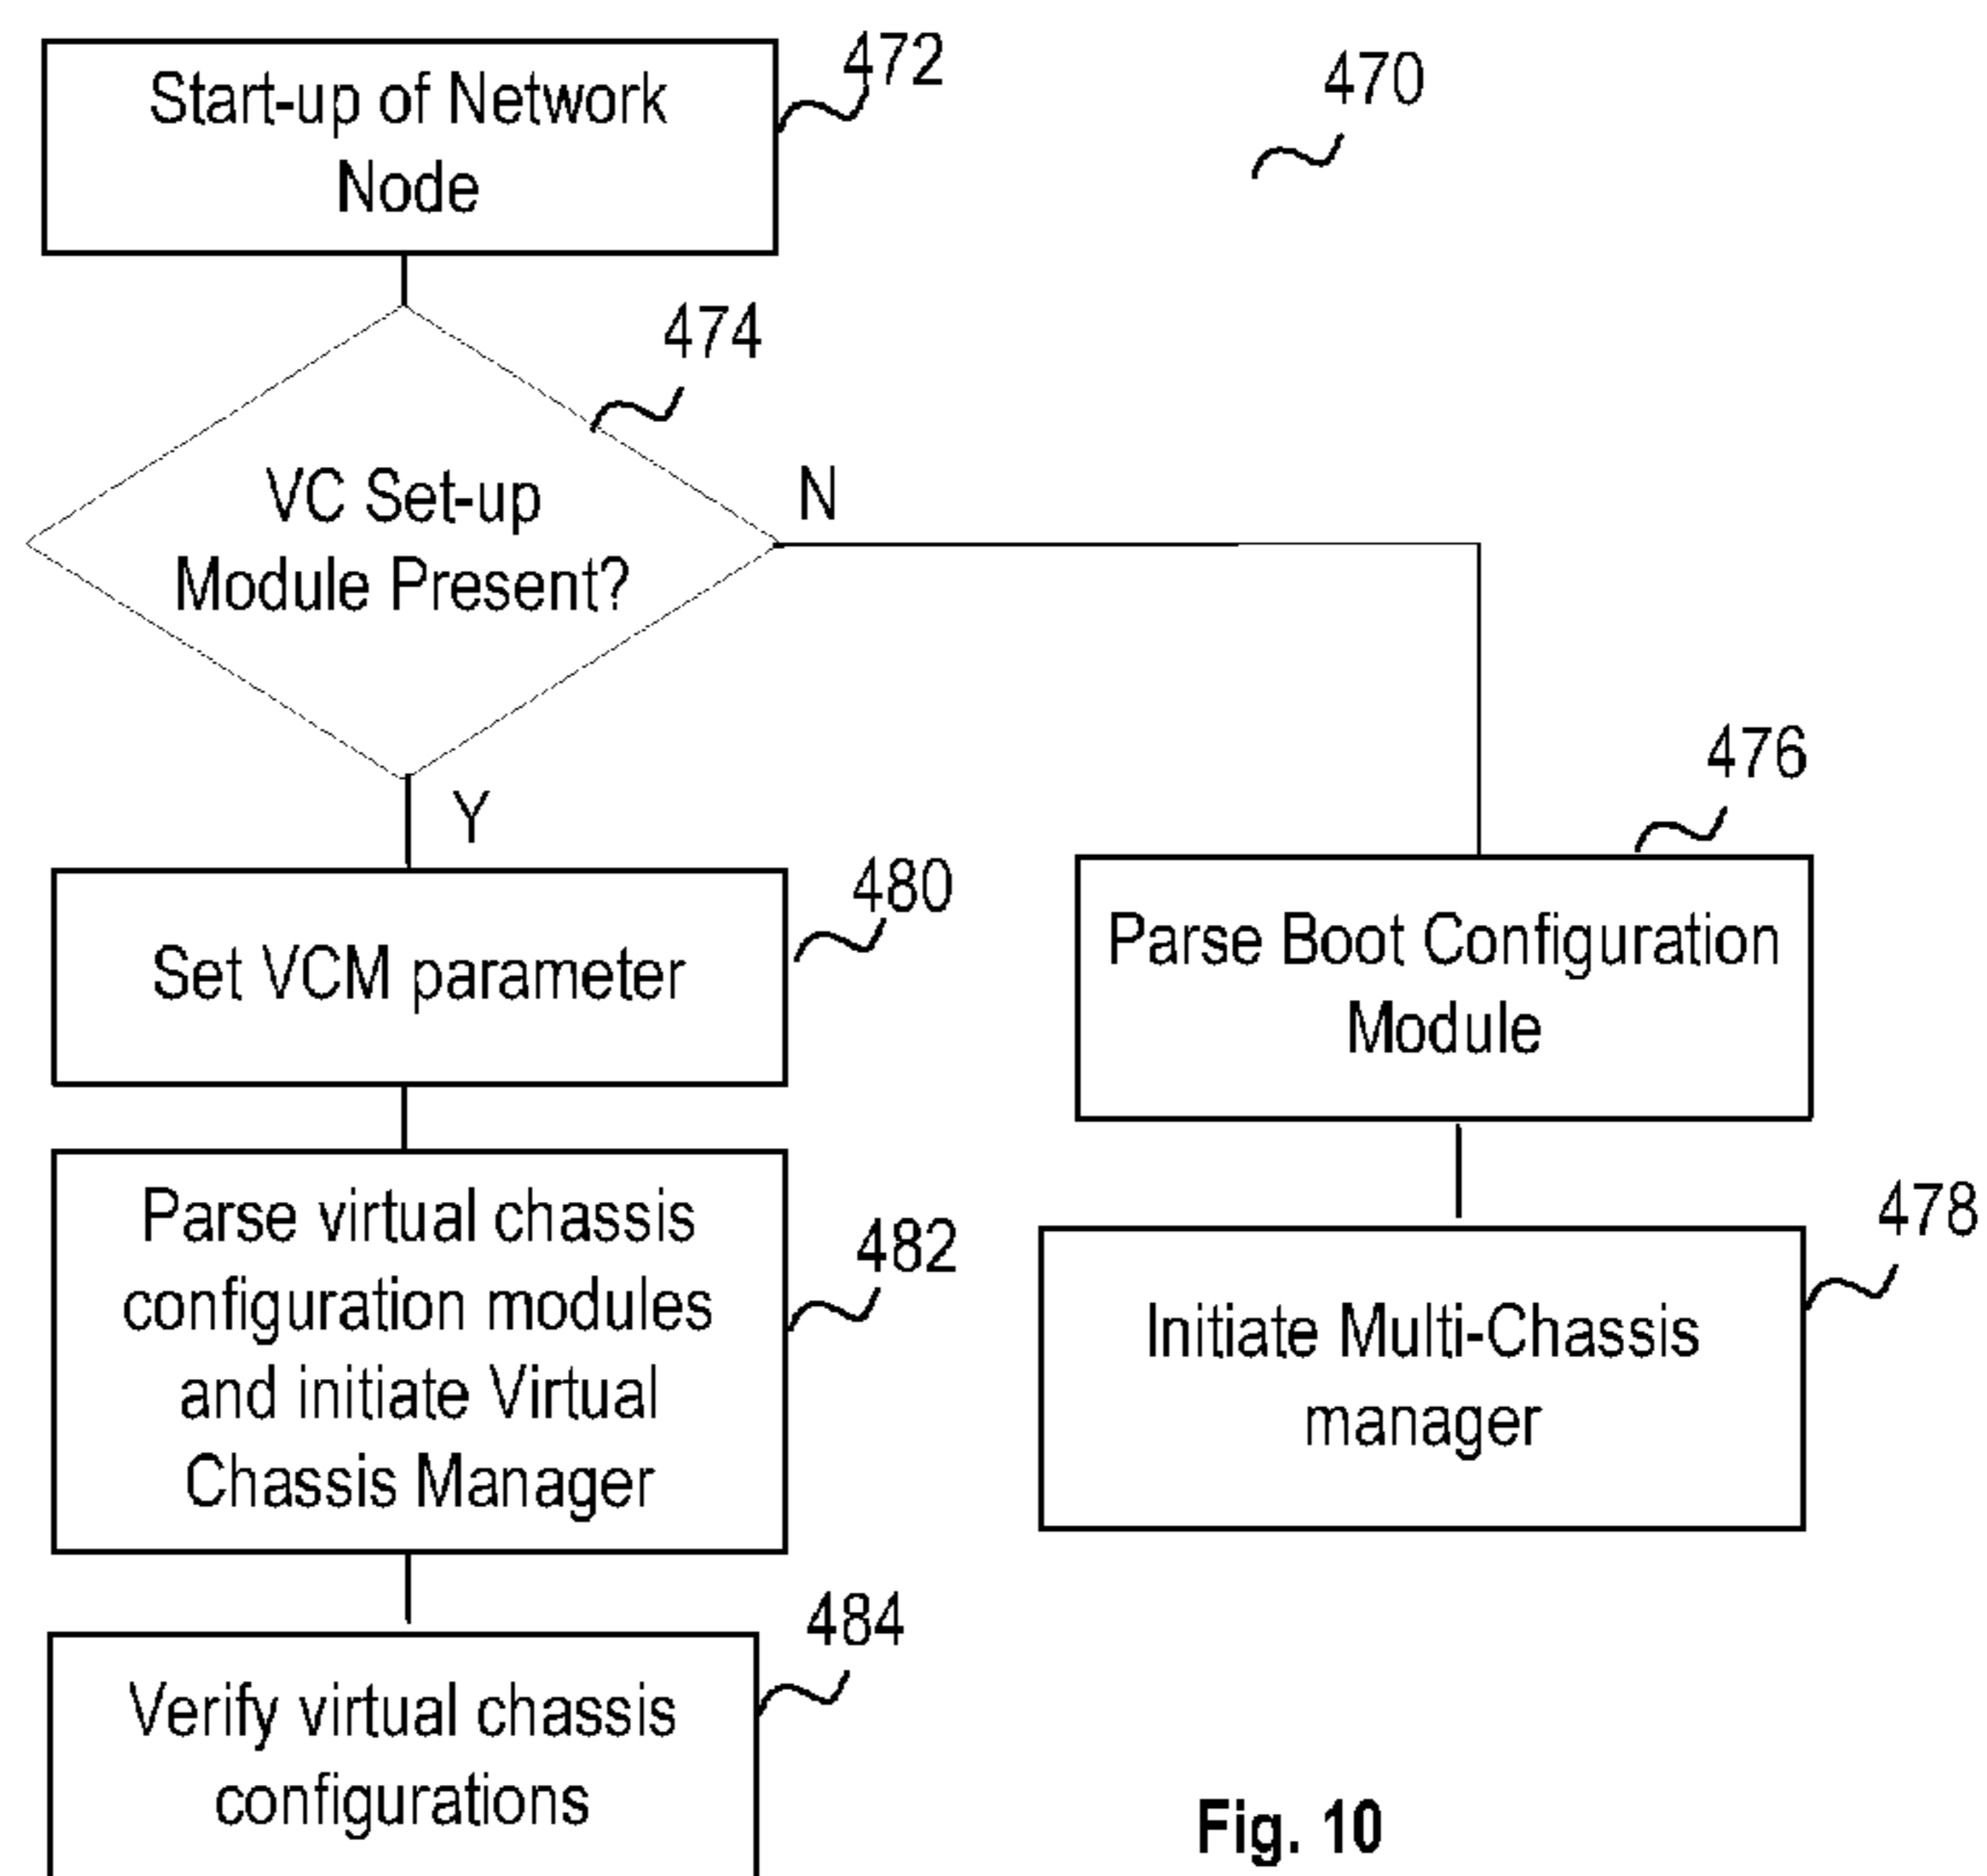 Start-up of Network
Node
472
470
VC Set-up
Module Present?
474
N
Y
Parse Boot Configuration
Module
476
Initiate Multi-Chassis
manager
478
Set VCM parameter
480
Parse virtual chassis
configuration modules
and initiate Virtual
Chassis Manager
482
Verify virtual chassis
configurations
484
Fig. 10